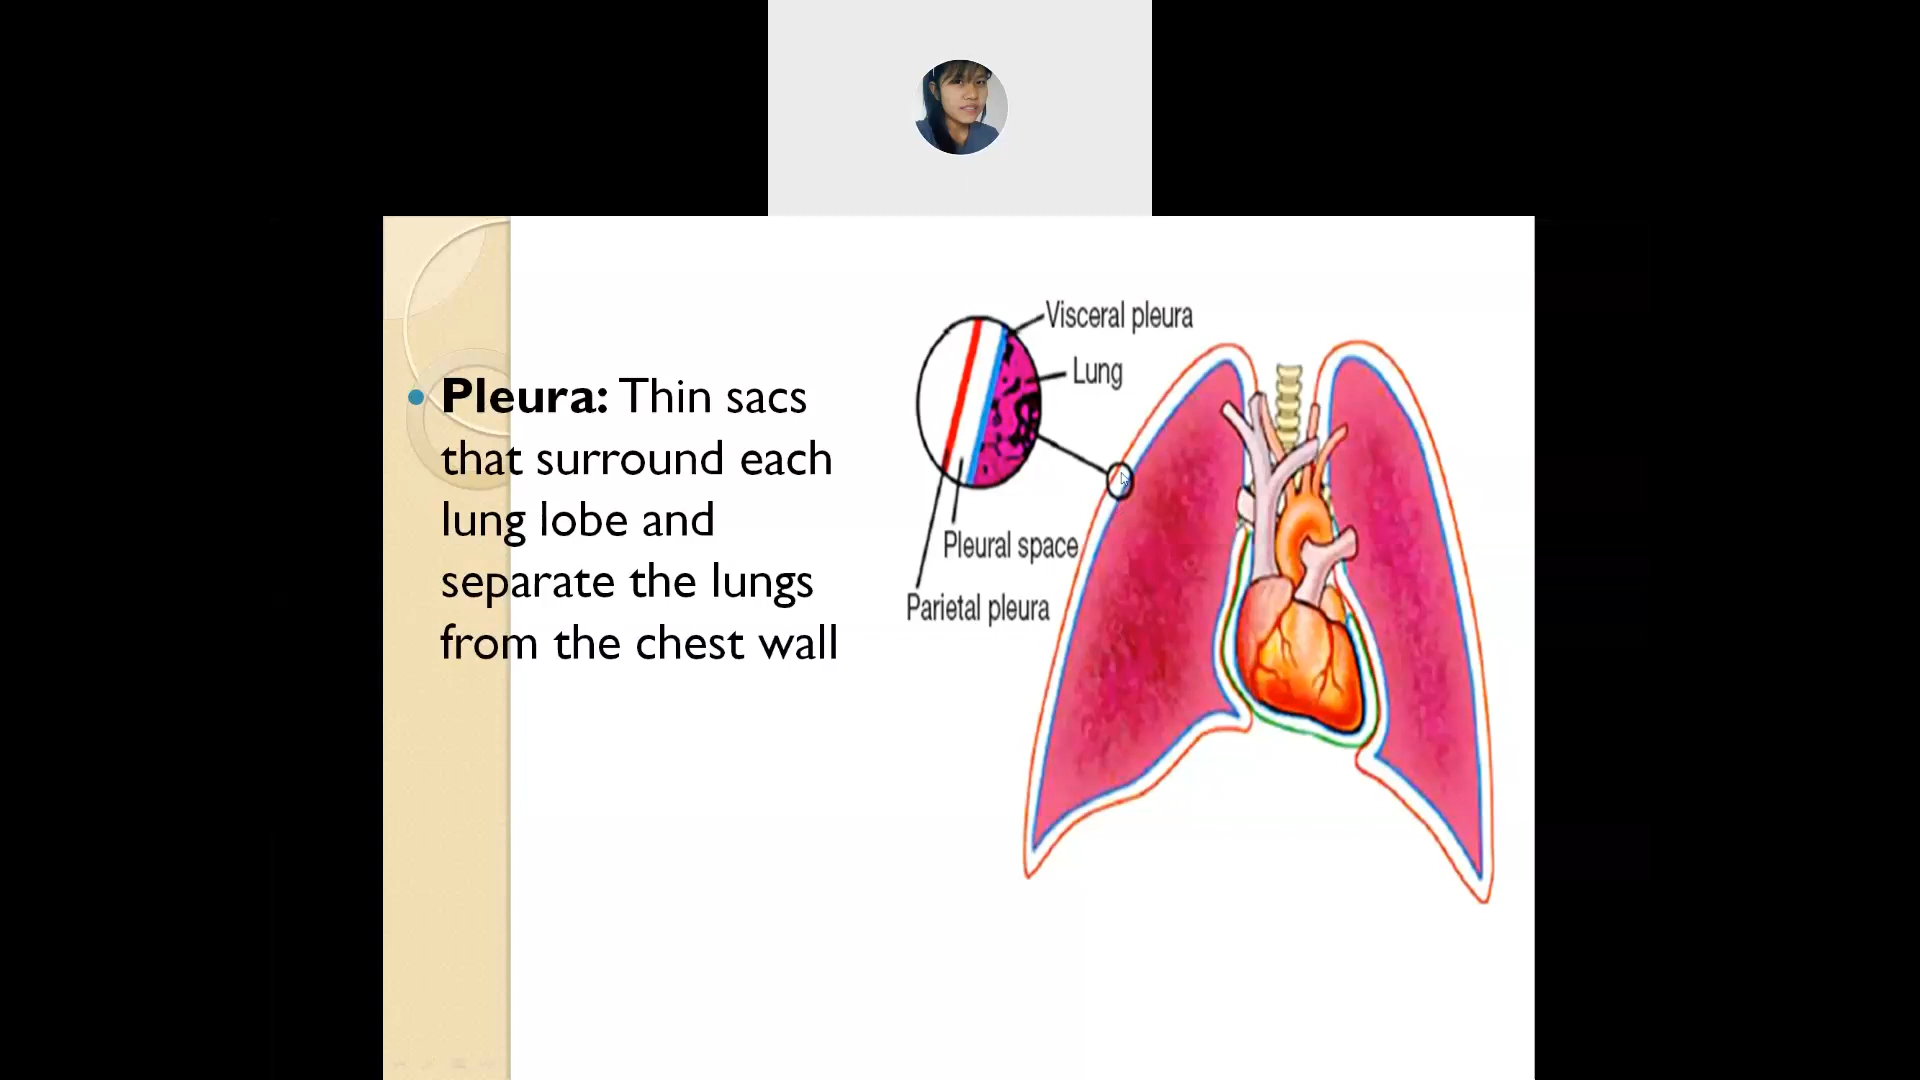 • Pleura: Thin sacs
that surround each
lung lobe and
separate the lungs
from the chest wall
Visceral pleura
Lung
Pleural space
Parietal pleura